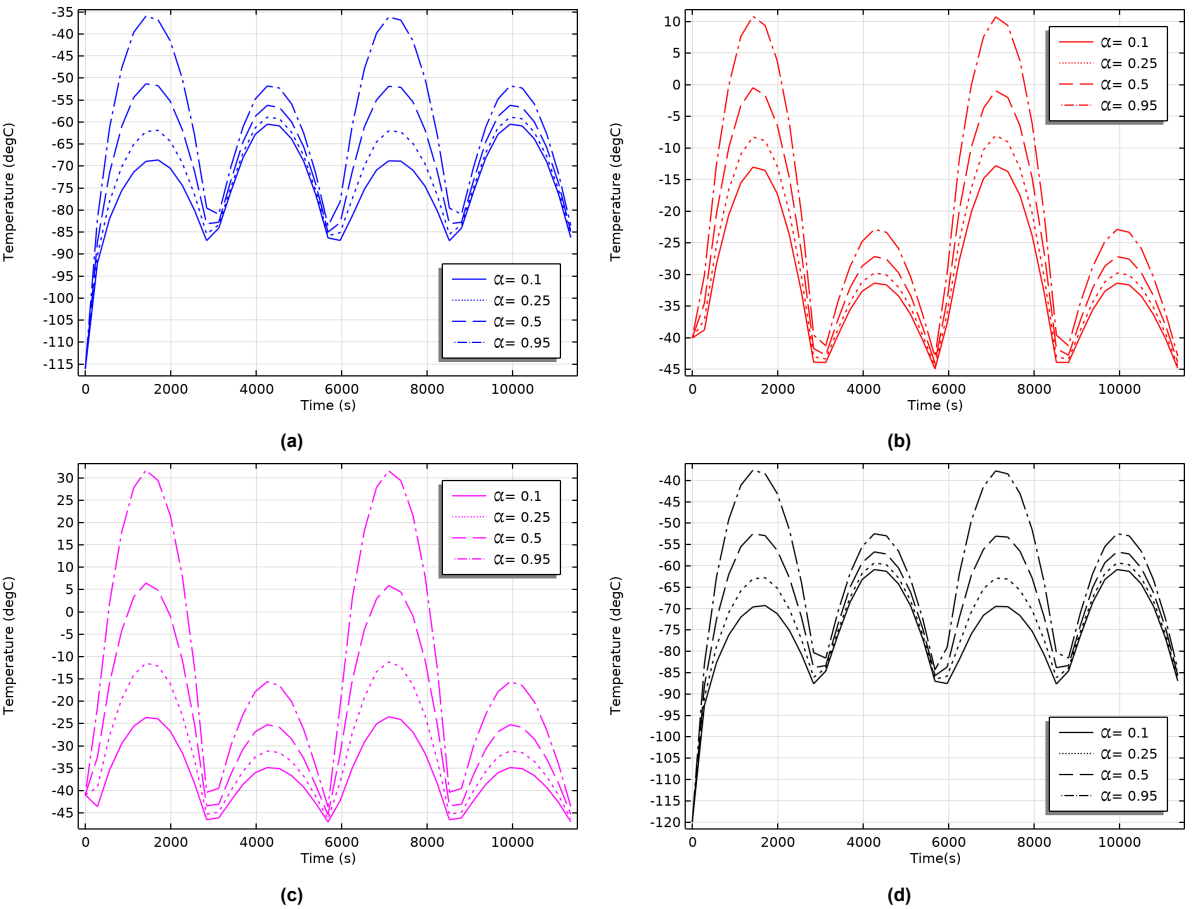 Temperature (degC)
-35
-40
-45
-50
-55
-60
-65
-70
-75
-80
-85
-90
-95
-100
-105
-110
-115
0 2000 4000 6000 8000 10000
Time (s)
α= 0.1
α= 0.25
α= 0.5
α= 0.95
(a)
Temperature (degC)
10
5
0
-5
-10
-15
-20
-25
-30
-35
-40
-45
0 2000 4000 6000 8000 10000
Time (s)
α= 0.1
α= 0.25
α= 0.5
α= 0.95
(b)
Temperature (degC)
30
25
20
15
10
5
0
-5
-10
-15
-20
-25
-30
-35
-40
-45
0 2000 4000 6000 8000 10000
Time (s)
α= 0.1
α= 0.25
α= 0.5
α= 0.95
(c)
Temperature (degC)
-40
-45
-50
-55
-60
-65
-70
-75
-80
-85
-90
-95
-100
-105
-110
-115
-120
0 2000 4000 6000 8000 10000
Time(s)
α= 0.1
α= 0.25
α= 0.5
α= 0.95
(d)